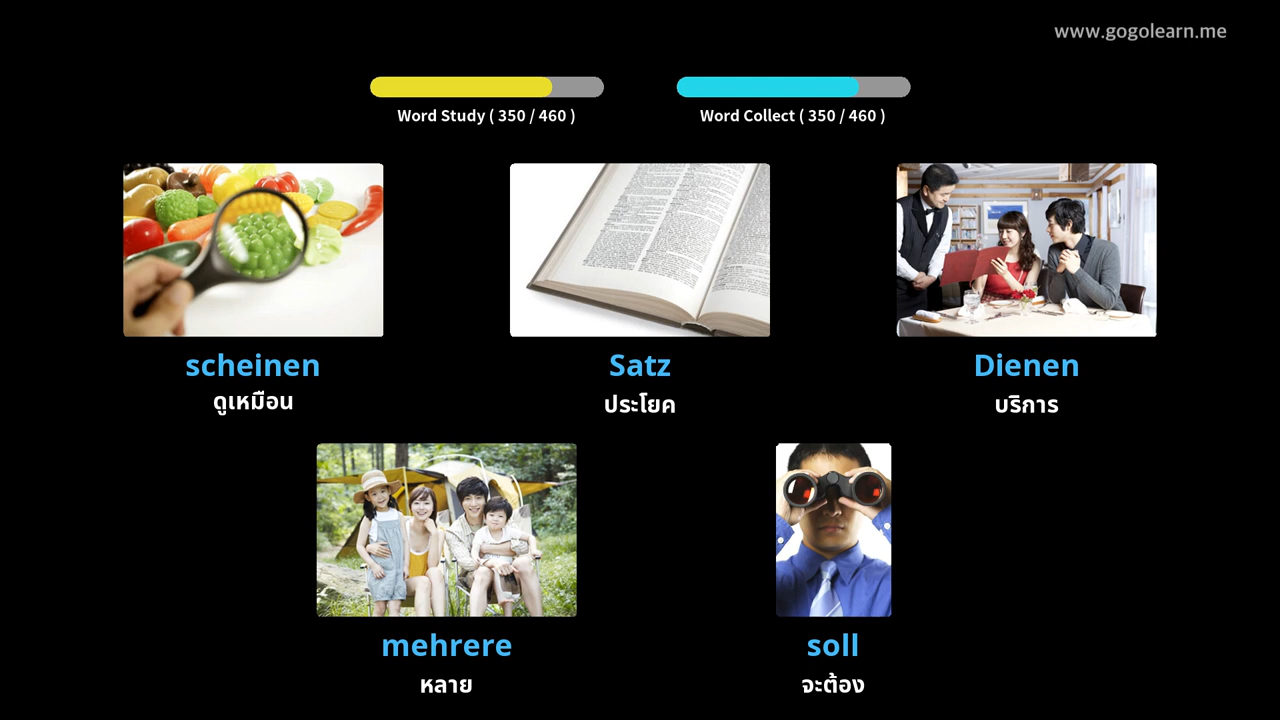 www.gogolearn.me
Word Study ( 350 / 460 )
Word Collect ( 350 / 460 )
scheinen
ดูเหมือน
Satz
ประโยค
Dienen
บริการ
mehrere
หลาย
soll
จะต้อง